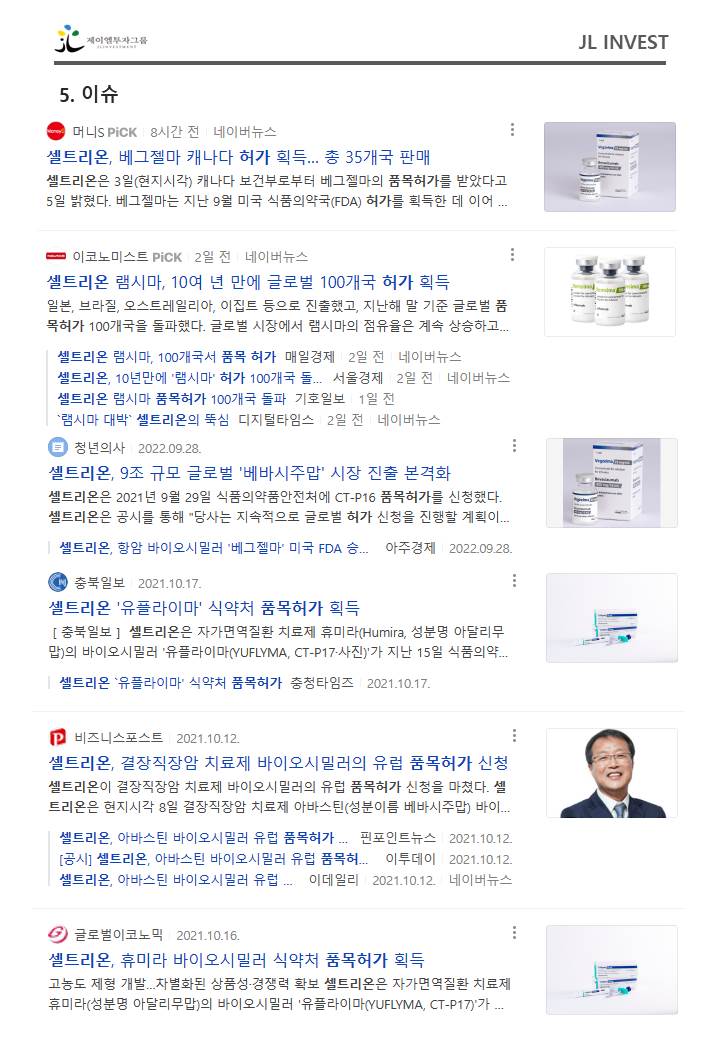 제이엘투자그룹
JLINVESTMENT
JL INVEST
5. 이슈
머니S PiCK 8시간 전 네이버뉴스
셀트리온, 베그젤마 캐나다 허가 획득... 총 35개국 판매
셀트리온은 3일(현지시각) 캐나다 보건부로부터 베그젤마의 품목허가를 받았다고
5일 밝혔다. 베그젤마는 지난 9월 미국 식품의약국(FDA) 허가를 획득한 데 이어 ...
이코노미스트 PiCK 2일 전 네이버뉴스
셀트리온 램시마, 10여 년 만에 글로벌 100개국 허가 획득
일본, 브라질, 오스트레일리아, 이집트 등으로 진출했고, 지난해 말 기준 글로벌 품
목허가 100개국을 돌파했다. 글로벌 시장에서 램시마의 점유율은 계속 상승하고...
셀트리온 램시마, 100개국서 품목 허가 매일경제 2일 전 네이버뉴스
셀트리온, 10년만에 '램시마' 허가 100개국 돌... 서울경제 2일 전 네이버뉴스
셀트리온 램시마 품목허가 100개국 돌파 기호일보 1일 전
`램시마 대박` 셀트리온의 뚝심 디지털타임스 2일 전 네이버뉴스
청년의사 2022.09.28.
셀트리온, 9조 규모 글로벌 '베바시주맙' 시장 진출 본격화
셀트리온은 2021년 9월 29일 식품의약품안전처에 CT-P16 품목허가를 신청했다.
셀트리온은 공시를 통해 "당사는 지속적으로 글로벌 허가 신청을 진행할 계획이...
셀트리온, 항암 바이오시밀러 '베그젤마' 미국 FDA 승... 아주경제 2022.09.28.
충북일보 2021.10.17.
셀트리온 '유플라이마' 식약처 품목허가 획득
[ 충북일보 ] 셀트리온은 자가면역질환 치료제 휴미라(Humira, 성분명 아달리무
맙)의 바이오시밀러 '유플라이마(YUFLYMA, CT-P17·사진)'가 지난 15일 식품의약...
셀트리온 `유플라이마' 식약처 품목허가 충청타임즈 2021.10.17.
비즈니스포스트 2021.10.12.
셀트리온, 결장직장암 치료제 바이오시밀러의 유럽 품목허가 신청
셀트리온이 결장직장암 치료제 바이오시밀러의 유럽 품목허가 신청을 마쳤다. 셀
트리온은 현지시각 8일 결장직장암 치료제 아바스틴(성분이름 베바시주맙) 바이...
셀트리온, 아바스틴 바이오시밀러 유럽 품목허가 ... 핀포인트뉴스 2021.10.12.
[공시] 셀트리온, 아바스틴 바이오시밀러 유럽 품목허... 이투데이 2021.10.12.
셀트리온, 아바스틴 바이오시밀러 유럽 ... 이데일리 2021.10.12. 네이버뉴스
글로벌이코노믹 2021.10.16.
셀트리온, 휴미라 바이오시밀러 식약처 품목허가 획득
고농도 제형 개발...차별화된 상품성·경쟁력 확보 셀트리온은 자가면역질환 치료제
휴미라(성분명 아달리무맙)의 바이오시밀러 '유플라이마(YUFLYMA, CT-P17)'가 ...